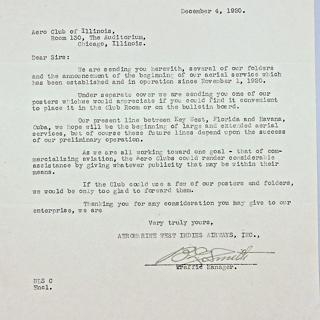 December 4, 1920.
Aero Club of Illinois,
Room 130, The Auditorium,
Chicago, Illinois.
Dear Sirs:
We are sending you herewith, several of our folders
and the announcement of the beginning of our aerial service which
has been established and in operation since November 1, 1920.
Under separate cover we are sending you one of our
posters which we would appreciate if you could find it convenient
to place it in the Club Room or on the bulletin board.
Our present line between Key West, Florida and Havana,
Cuba, we hope will be the beginning of large and extended aerial
services, but of course these future lines depend upon the success
of our preliminary operation.
As we are all working toward one goal - that of com-
mercializing aviation, the Aero Clubs could render considerable
assistance by giving whatever publicity that may be within their
means.
If the Club could use a few of our posters and folders,
we would be only too glad to forward them.
Thanking you for any consideration you may give to our
enterprise, we are
Very truly yours,
AEROMARINE WEST INDIES AIRWAYS, INC.,
Smith
Traffic Manager.
Encl.